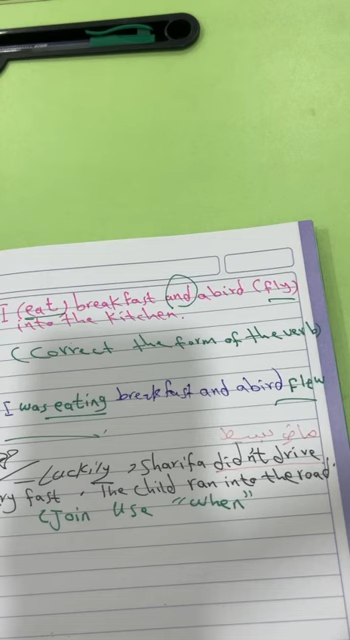 I (eat) breakfast and a bird (fly)
into the kitchen.
(Correct the form of the verb)
I was eating breakfast and a bird flew
ماضي بسيط
Luckily, Sharifa didn't drive
ry fast. The child ran into the road.
(Join use "when"